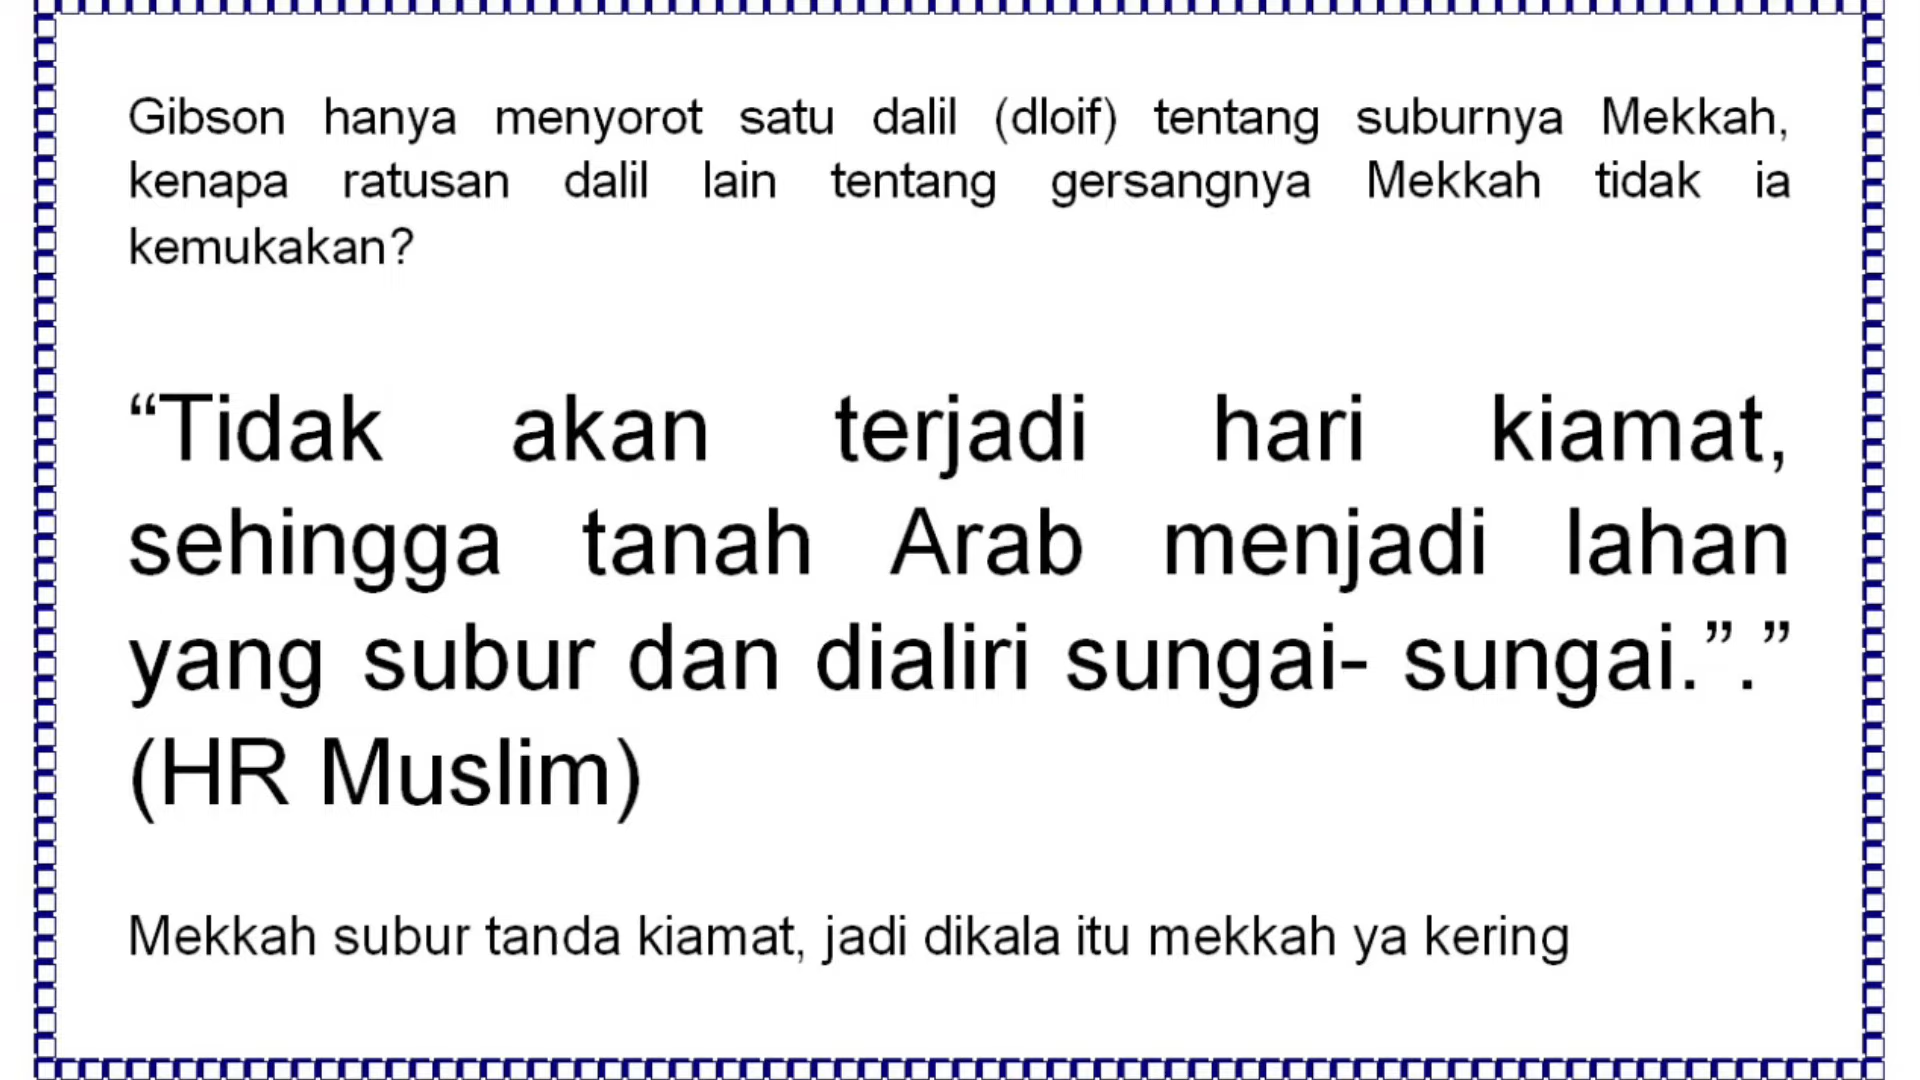 Gibson hanya menyorot satu dalil (dloif) tentang suburnya Mekkah,
kenapa ratusan dalil lain tentang gersangnya Mekkah tidak ia
kemukakan?
“Tidak akan terjadi hari kiamat,
sehingga tanah Arab menjadi lahan
yang subur dan dialiri sungai- sungai.”.”
(HR Muslim)
Mekkah subur tanda kiamat, jadi dikala itu mekkah ya kering